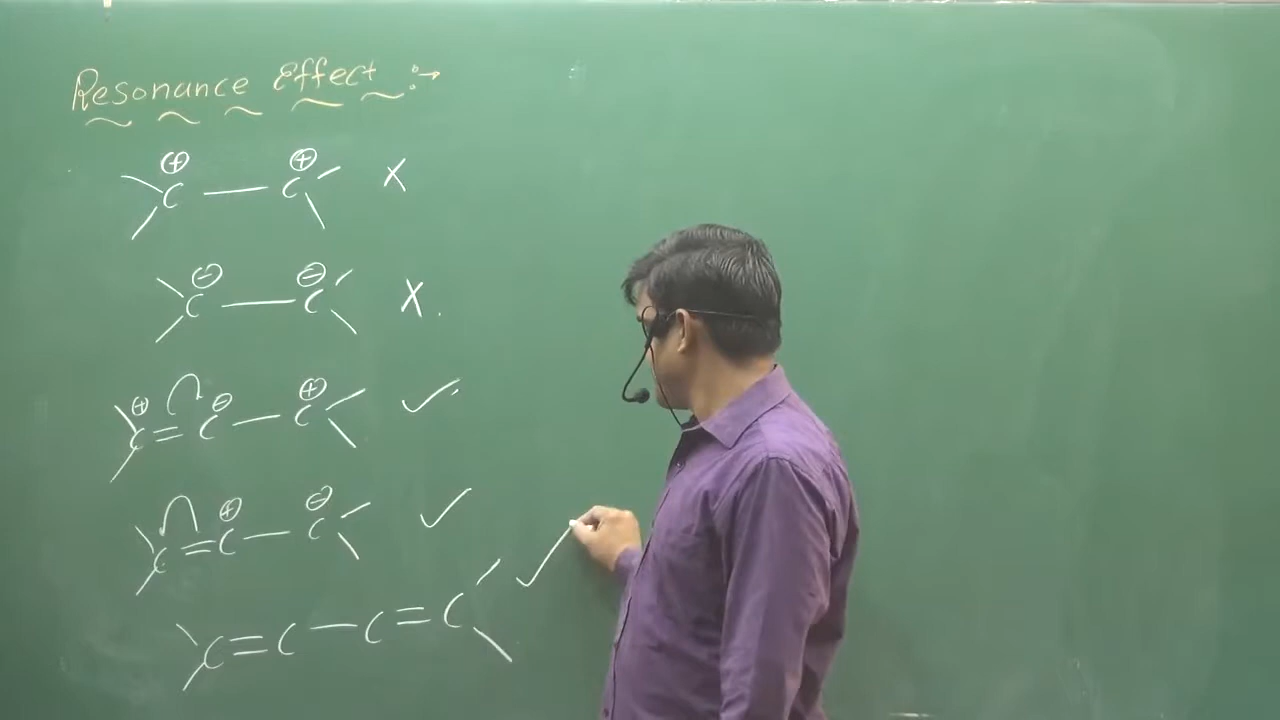 Resonance Effect :→
⊕ ⊕
C — C X
⊖ ⊖
C — C X
⊕ ⊖ ⊕
C = C — C ✓
⊕ ⊖
C = C — C ✓
C = C — C = C ✓